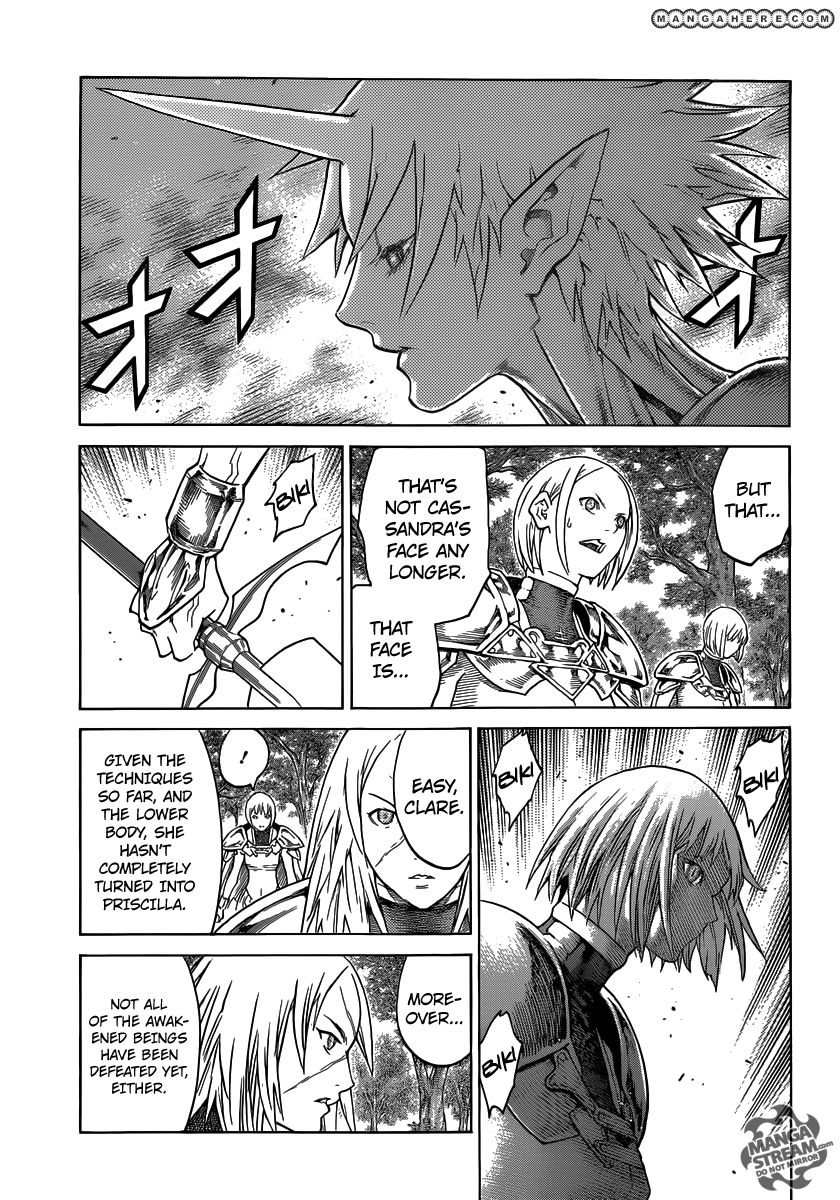 MANGAHERE.COM
オオオ
BUT
THAT...
THAT'S
NOT CAS-
SANDRA'S
FACE ANY
LONGER.
THAT
FACE
IS...
BIKI
BIKI
BIKI
BIKI
BIKI
EASY,
CLARE.
!
GIVEN THE
TECHNIQUES
SO FAR, AND
THE LOWER
BODY, SHE
HASN'T
COMPLETELY
TURNED INTO
PRISCILLA.
MORE-
OVER...
NOT ALL
OF THE AWAK-
ENED BEINGS
HAVE BEEN
DEFEATED YET,
EITHER.
MANGA
STREAM.com
DO NOT MIRROR